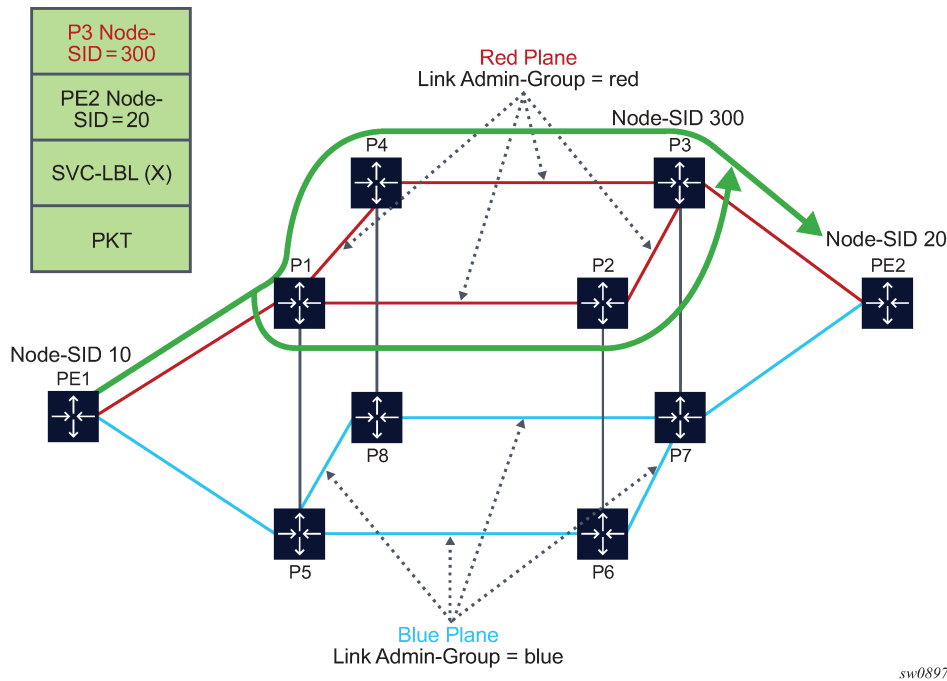 P3 Node-
SID = 300
PE2 Node-
SID = 20
SVC-LBL (X)
PKT
Red Plane
Link Admin-Group = red
Node-SID 300
P4
P3
Node-SID 20
PE2
P1
P2
Node-SID 10
PE1
P8
P7
P5
P6
Blue Plane
Link Admin-Group = blue
sw0897